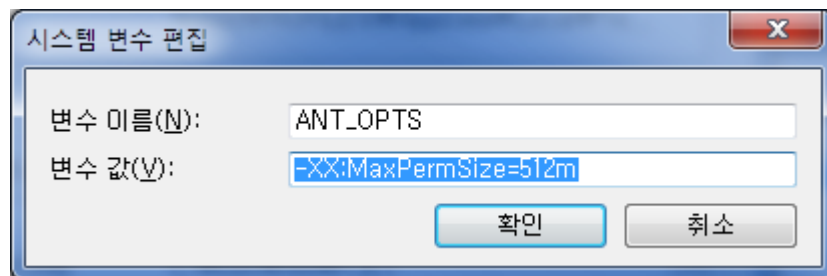 시스템 변수 편집
변수 이름(N): ANT_OPTS
변수 값(V): -XX:MaxPermSize=512m
확인 취소